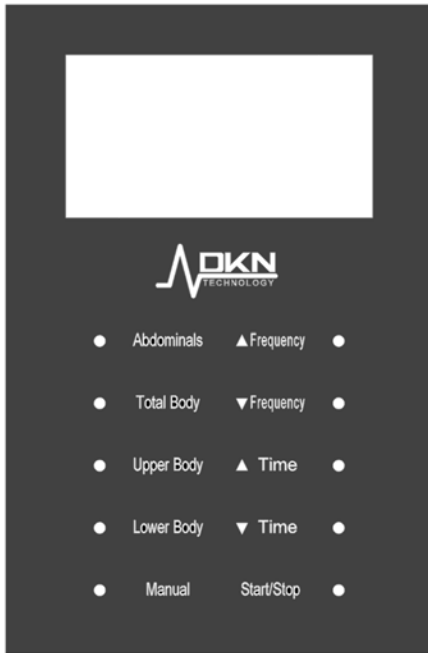 DKN
TECHNOLOGY
Abdominals ▲Frequency
Total Body ▼Frequency
Upper Body ▲ Time
Lower Body ▼ Time
Manual Start/Stop